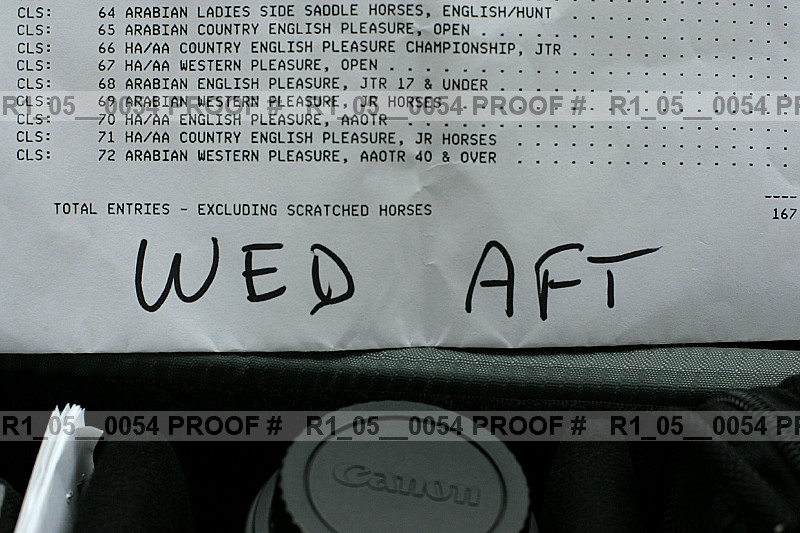 CLS: 64 ARABIAN LADIES SIDE SADDLE HORSES, ENGLISH/HUNT
CLS: 65 ARABIAN COUNTRY ENGLISH PLEASURE, OPEN
CLS: 66 HA/AA COUNTRY ENGLISH PLEASURE CHAMPIONSHIP, JTR
CLS: 67 HA/AA WESTERN PLEASURE, OPEN
CLS: 68 ARABIAN ENGLISH PLEASURE, JTR 17 & UNDER
CLS: 69 ARABIAN WESTERN PLEASURE, JR HORSES
R1_05__0054 PROOF # R1_05__0054 PROOF # R1_05__0054 PROOF
CLS: 70 HA/AA ENGLISH PLEASURE, AAOTR
CLS: 71 HA/AA COUNTRY ENGLISH PLEASURE, JR HORSES
CLS: 72 ARABIAN WESTERN PLEASURE, AAOTR 40 & OVER
----
TOTAL ENTRIES - EXCLUDING SCRATCHED HORSES 167
WED AFT
R1_05__0054 PROOF # R1_05__0054 PROOF # R1_05__0054 PROOF
Canon